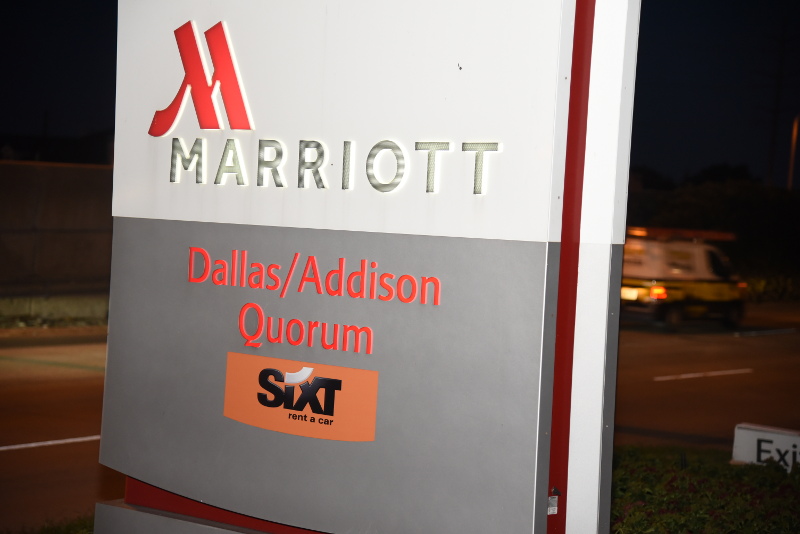 MARRIOTT
Dallas/Addison
Quorum
SiXT
rent a car